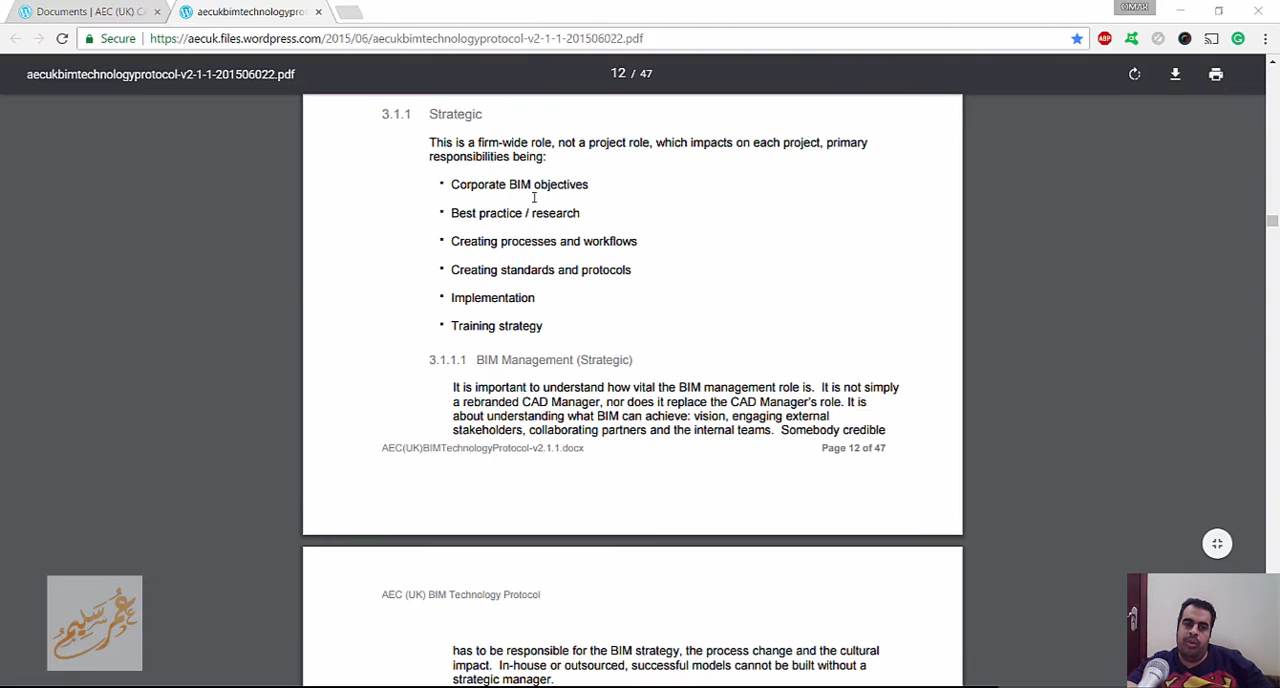 Documents | AEC (UK) CA
aecukbimtechnologypro
OMAR
Secure
https://aecuk.files.wordpress.com/2015/06/aecukbimtechnologyprotocol-v2-1-1-201506022.pdf
ABP
aecukbimtechnologyprotocol-v2-1-1-201506022.pdf
12 / 47
3.1.1 Strategic
This is a firm-wide role, not a project role, which impacts on each project, primary
responsibilities being:
Corporate BIM objectives
Best practice / research
Creating processes and workflows
Creating standards and protocols
Implementation
Training strategy
3.1.1.1 BIM Management (Strategic)
It is important to understand how vital the BIM management role is. It is not simply
a rebranded CAD Manager, nor does it replace the CAD Manager's role. It is
about understanding what BIM can achieve: vision, engaging external
stakeholders, collaborating partners and the internal teams. Somebody credible
AEC(UK)BIMTechnologyProtocol-v2.1.1.docx
Page 12 of 47
AEC (UK) BIM Technology Protocol
has to be responsible for the BIM strategy, the process change and the cultural
impact. In-house or outsourced, successful models cannot be built without a
strategic manager.
عمر سليم